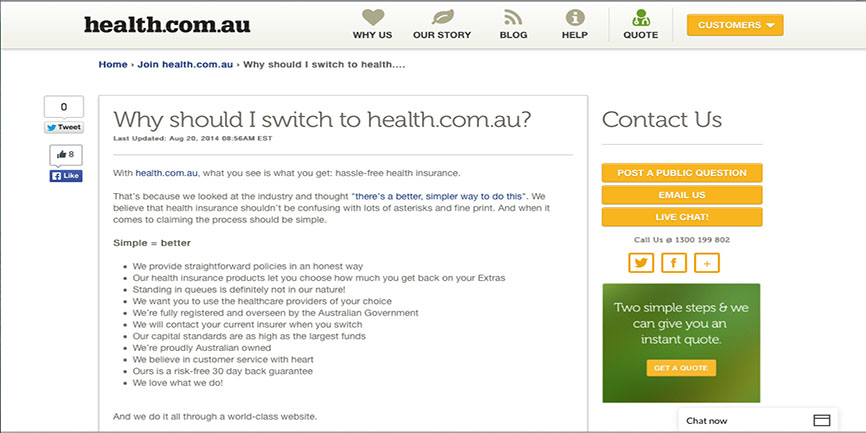 health.com.au
WHY US
OUR STORY
BLOG
HELP
QUOTE
CUSTOMERS
Home › Join health.com.au › Why should I switch to health....
0
Tweet
8
Like
Why should I switch to health.com.au?
Last Updated: Aug 20, 2014 08:56AM EST
With health.com.au, what you see is what you get: hassle-free health insurance.
That's because we looked at the industry and thought "there's a better, simpler way to do this". We
believe that health insurance shouldn't be confusing with lots of asterisks and fine print. And when it
comes to claiming the process should be simple.
Simple = better
• We provide straightforward policies in an honest way
• Our health insurance products let you choose how much you get back on your Extras
• Standing in queues is definitely not in our nature!
• We want you to use the healthcare providers of your choice
• We're fully registered and overseen by the Australian Government
• We will contact your current insurer when you switch
• Our capital standards are as high as the largest funds
• We're proudly Australian owned
• We believe in customer service with heart
• Ours is a risk-free 30 day back guarantee
• We love what we do!
And we do it all through a world-class website.
Contact Us
POST A PUBLIC QUESTION
EMAIL US
LIVE CHAT!
Call Us @ 1300 199 802
f
+
Two simple steps & we
can give you an
instant quote.
GET A QUOTE
Chat now